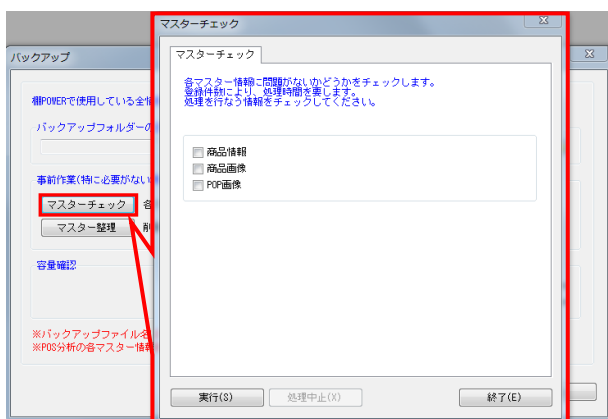 マスターチェック
マスターチェック
各マスター情報に問題がないかどうかをチェックします。
登録件数により、処理時間を要します。
処理を行なう情報をチェックしてください。
商品情報
商品画像
POP画像
実行(S)
処理中止(X)
終了(E)
バックアップ
棚POWERで使用している全
バックアップフォルダーの
事前作業(特に必要がない
マスターチェック 各
マスター整理 削
容量確認
※バックアップファイル名
※POS分析の各マスター情報